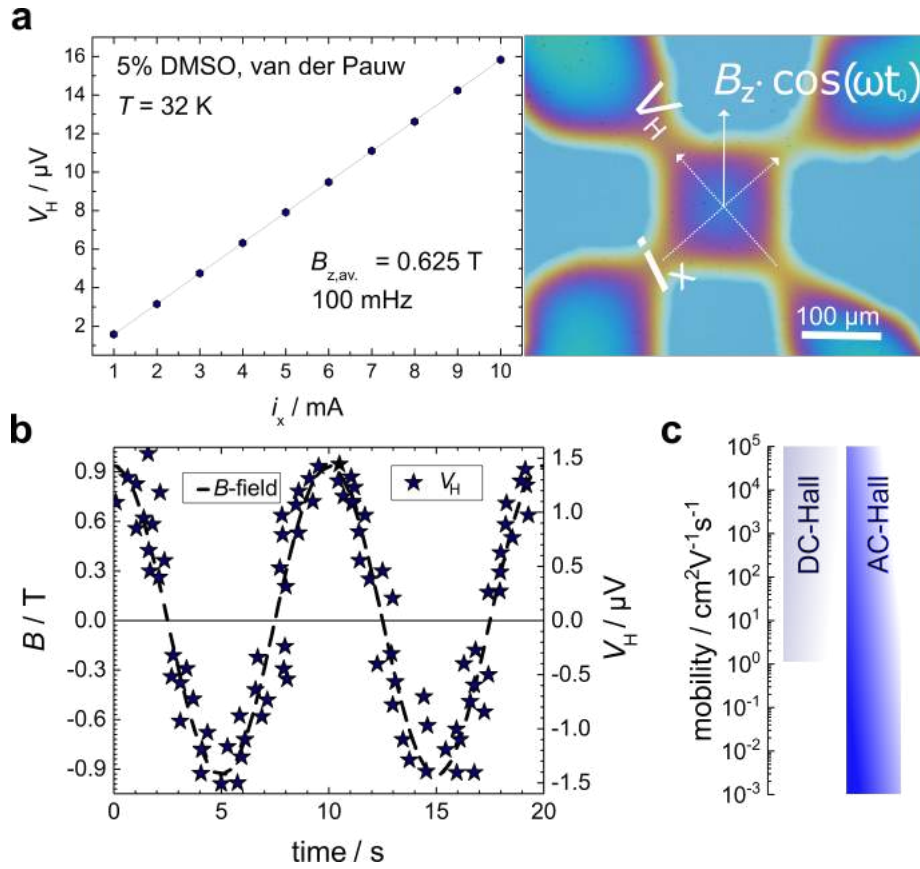 a
5% DMSO, van der Pauw
T = 32 K
B_z,av. = 0.625 T
100 mHz
16
14
12
10
8
6
4
2
V_H / µV
1 2 3 4 5 6 7 8 9 10
i_x / mA
V_H
B_z· cos(ωt_0)
i_x
100 µm
b
B-field
V_H
0.9
0.6
0.3
0.0
-0.3
-0.6
-0.9
B / T
1.5
1.0
0.5
0.0
-0.5
-1.0
-1.5
V_H / µV
0 5 10 15 20
time / s
c
10^5
10^4
10^3
10^2
10^1
10^0
10^-1
10^-2
10^-3
mobility / cm^2V^-1s^-1
DC-Hall
AC-Hall